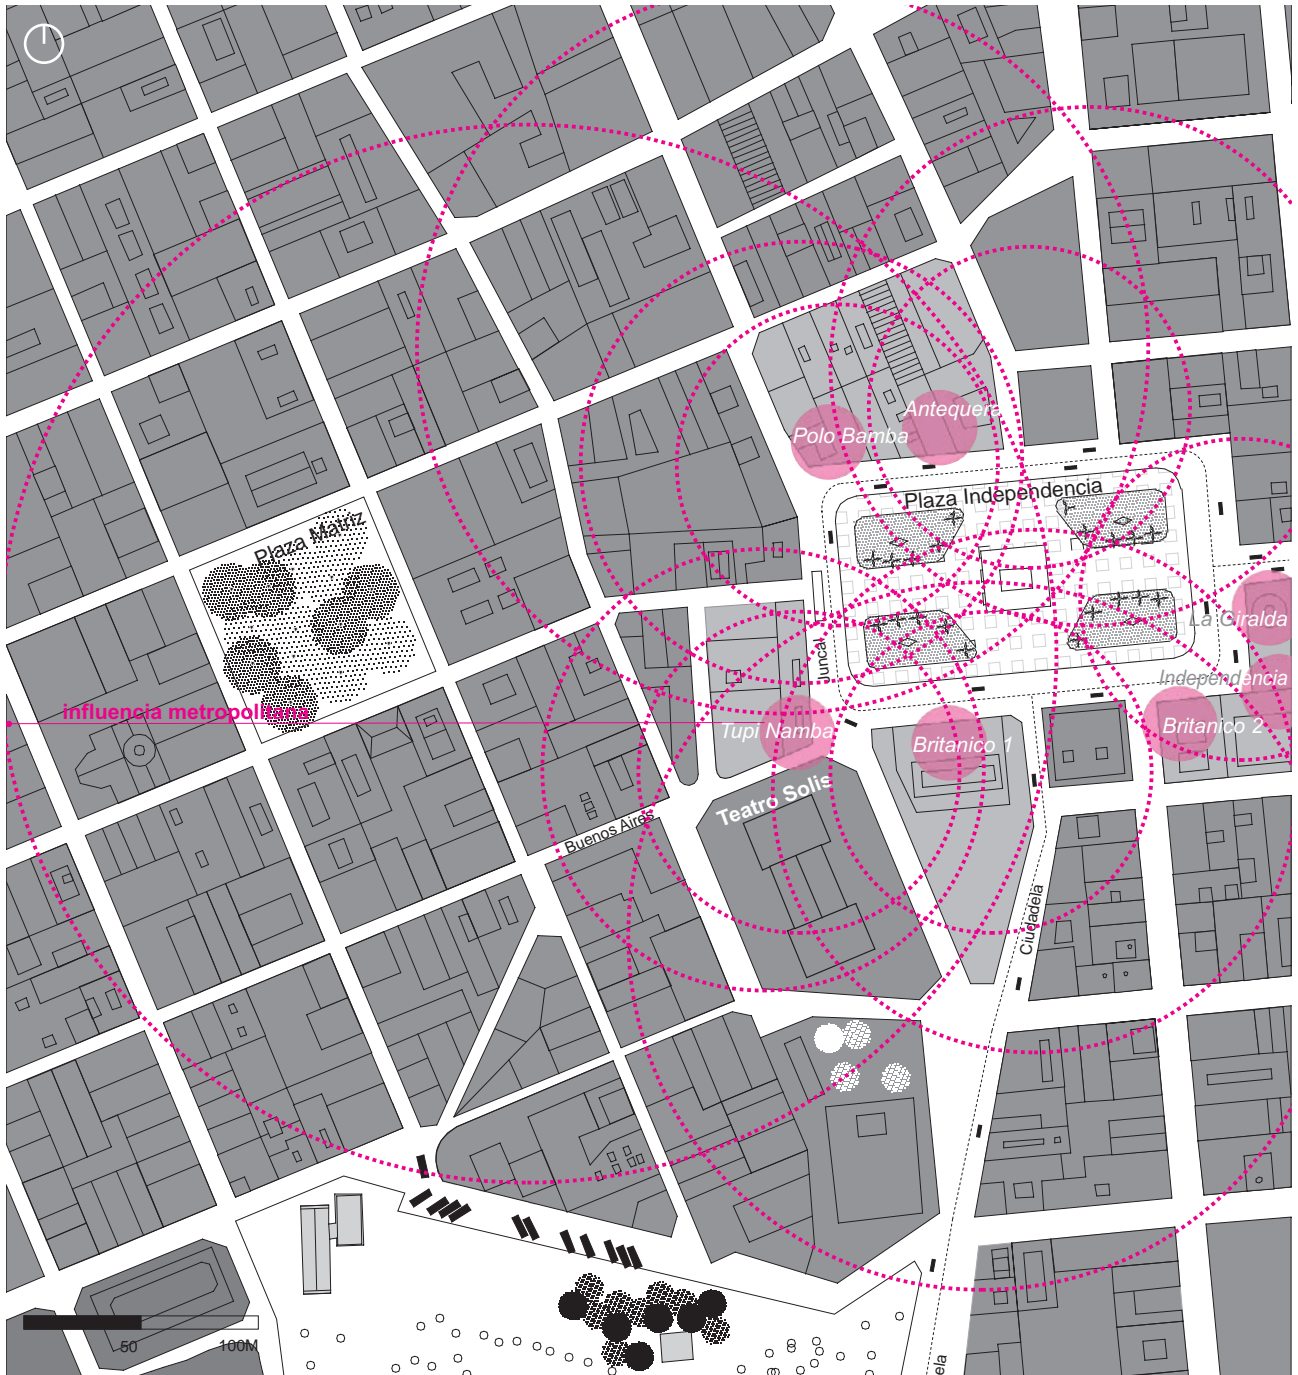 Antequera
Polo Bamba
Plaza Independencia
Plaza Matriz
La Giralda
Juncal
Independencia
influencia metropolitana
Tupi Namba
Britanico 1
Britanico 2
Teatro Solis
Buenos Aires
Ciudadela
50
100M
ela